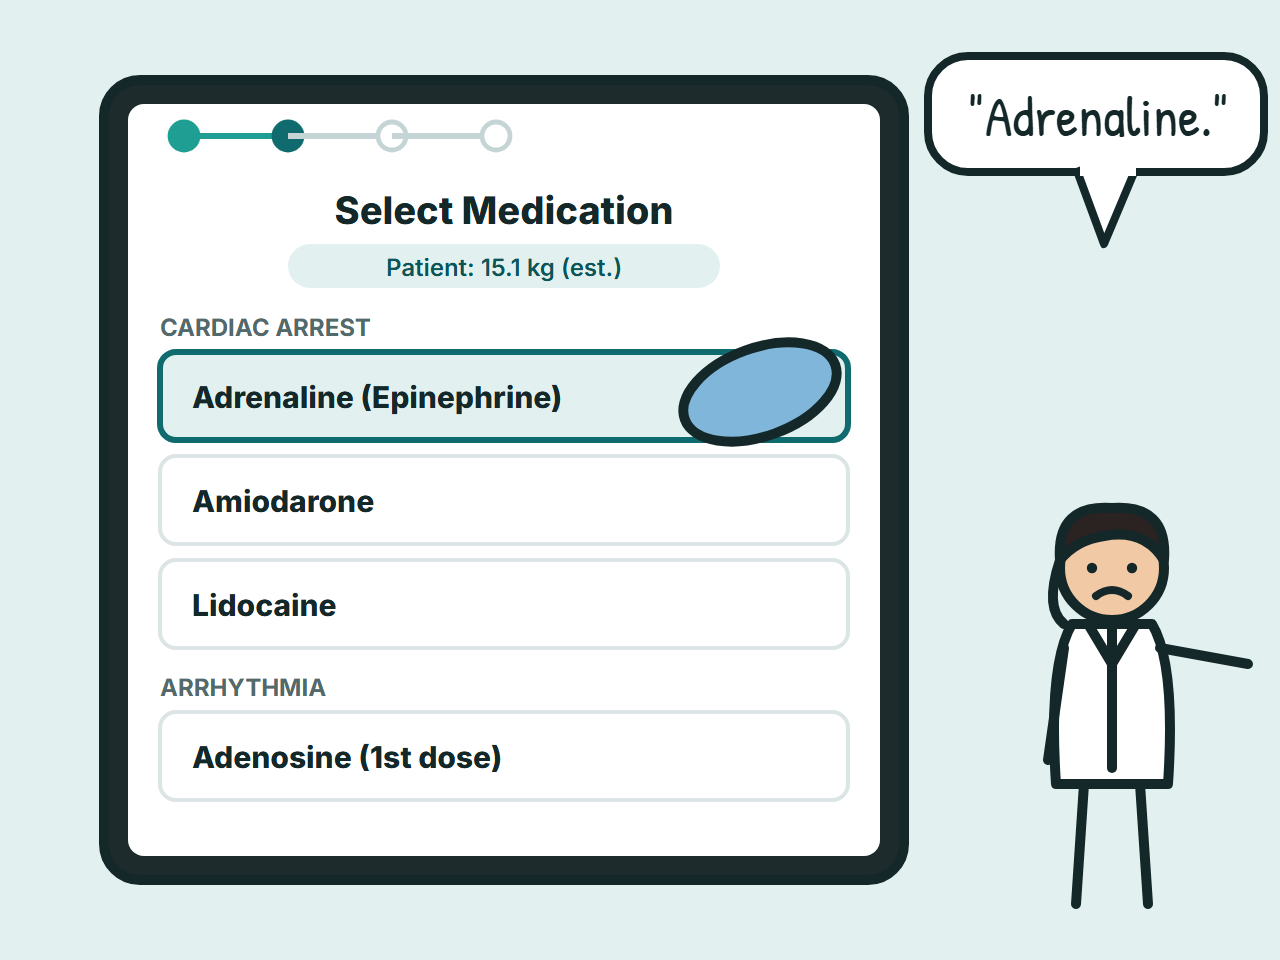 Select Medication
Patient: 15.1 kg (est.)
CARDIAC ARREST
Adrenaline (Epinephrine)
Amiodarone
Lidocaine
ARRHYTHMIA
Adenosine (1st dose)
"Adrenaline."